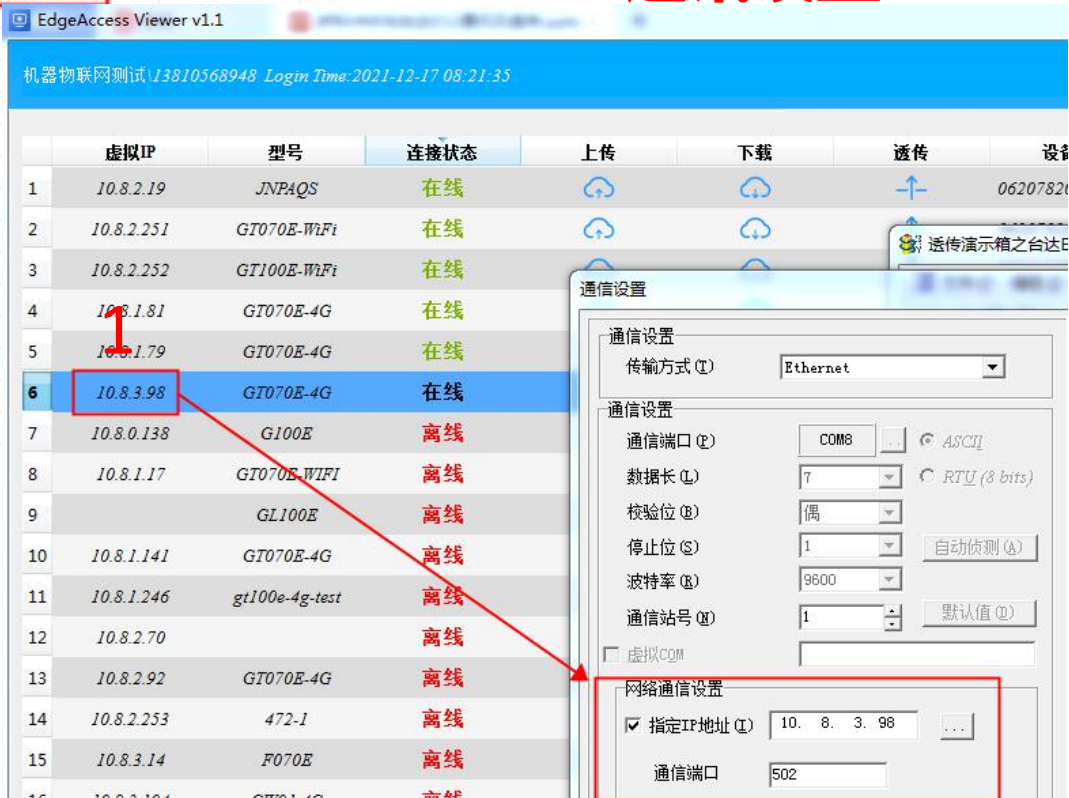 EdgeAccess Viewer v1.1
机器物联网测试\13810568948 Login Time:2021-12-17 08:21:35
虚拟IP 型号 连接状态 上传 下载 透传
1 10.8.2.19 JNPAQS 在线 0620782
2 10.8.2.251 GT070E-WiFi 在线
3 10.8.2.252 GT100E-WiFi 在线
4 10.8.1.81 GT070E-4G 在线
1
5 10.8.1.79 GT070E-4G 在线
6 10.8.3.98 GT070E-4G 在线
7 10.8.0.138 G100E 离线
8 10.8.1.17 GT070E-WIFI 离线
9 GL100E 离线
10 10.8.1.141 GT070E-4G 离线
11 10.8.1.246 gt100e-4g-test 离线
12 10.8.2.70 离线
13 10.8.2.92 GT070E-4G 离线
14 10.8.2.253 472-1 离线
15 10.8.3.14 F070E 离线
透传演示箱之台达
通信设置
通信设置
传输方式(T) Ethernet
通信设置
通信端口(P) COM8 ... ASCII
数据长(L) 7 RTU (8 bits)
校验位(B) 偶
停止位(S) 1 自动侦测(A)
波特率(R) 9600
通信站号(N) 1 默认值(D)
虚拟COM
网络通信设置
指定IP地址(I) 10. 8. 3. 98 ...
通信端口 502